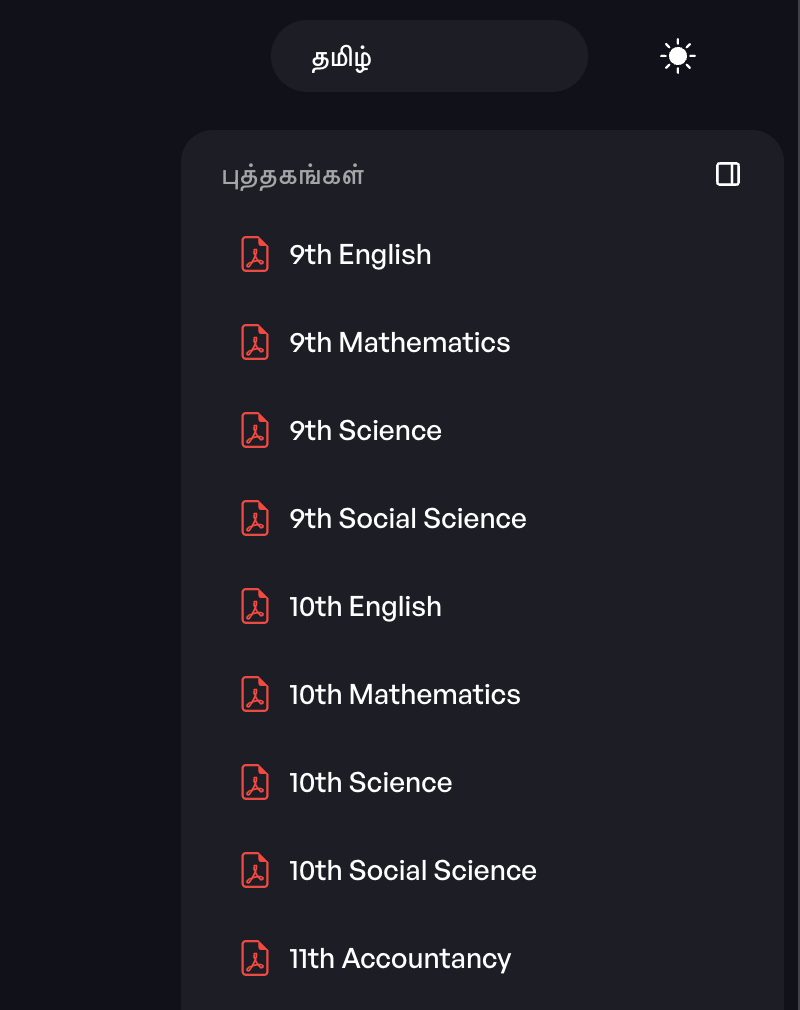 தமிழ்
புத்தகங்கள்
9th English
9th Mathematics
9th Science
9th Social Science
10th English
10th Mathematics
10th Science
10th Social Science
11th Accountancy